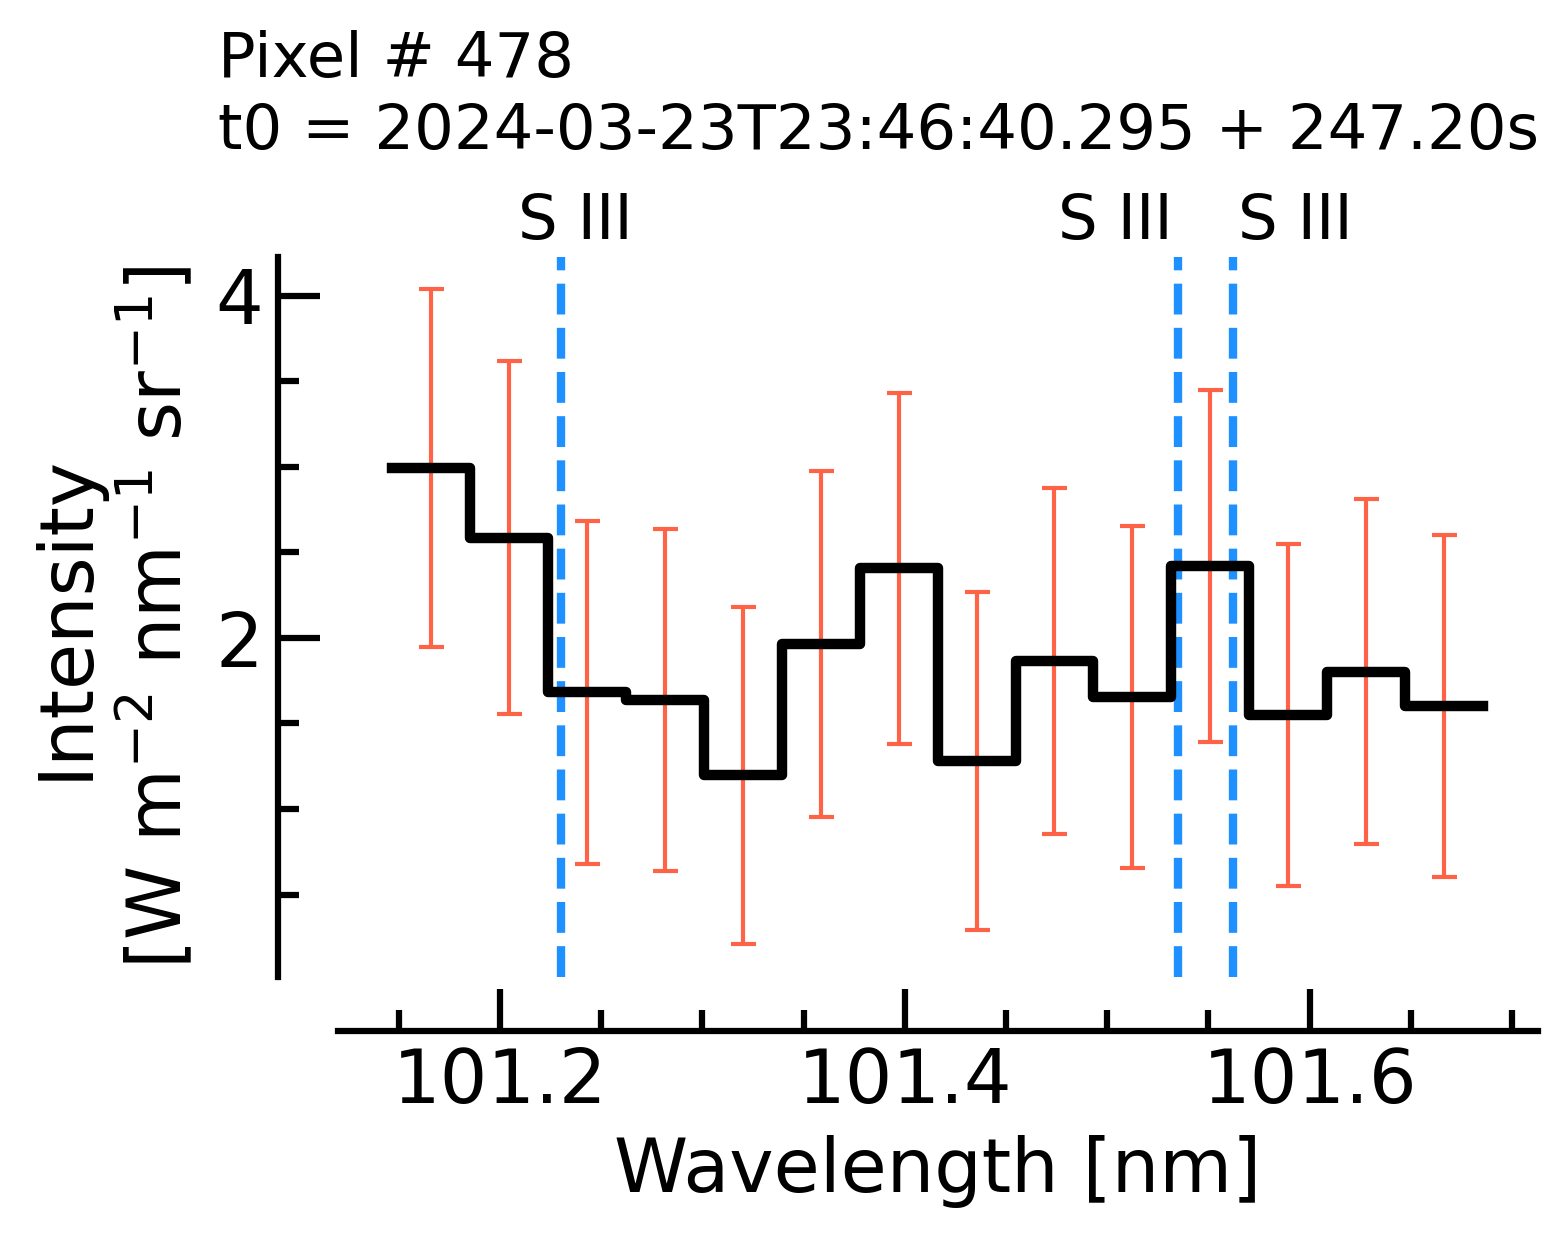 Pixel # 478
t0 = 2024-03-23T23:46:40.295 + 247.20s
S III S III S III
Intensity
[W m⁻² nm⁻¹ sr⁻¹]
4
2
101.2 101.4 101.6
Wavelength [nm]